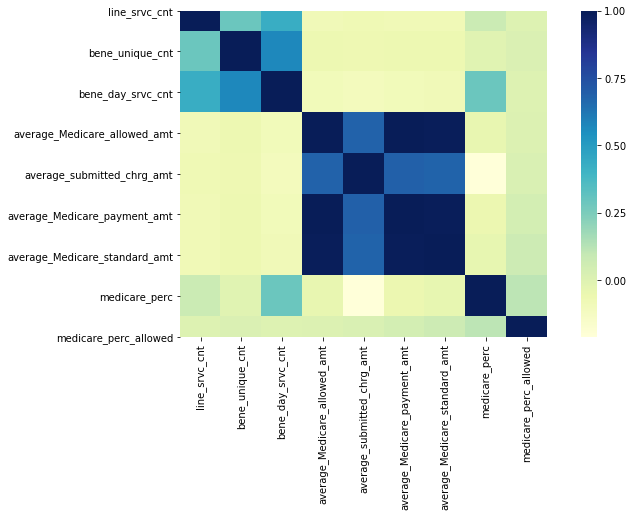 line_srvc_cnt
bene_unique_cnt
bene_day_srvc_cnt
average_Medicare_allowed_amt
average_submitted_chrg_amt
average_Medicare_payment_amt
average_Medicare_standard_amt
medicare_perc
medicare_perc_allowed
line_srvc_cnt
bene_unique_cnt
bene_day_srvc_cnt
average_Medicare_allowed_amt
average_submitted_chrg_amt
average_Medicare_payment_amt
average_Medicare_standard_amt
medicare_perc
medicare_perc_allowed
1.00
0.75
0.50
0.25
0.00